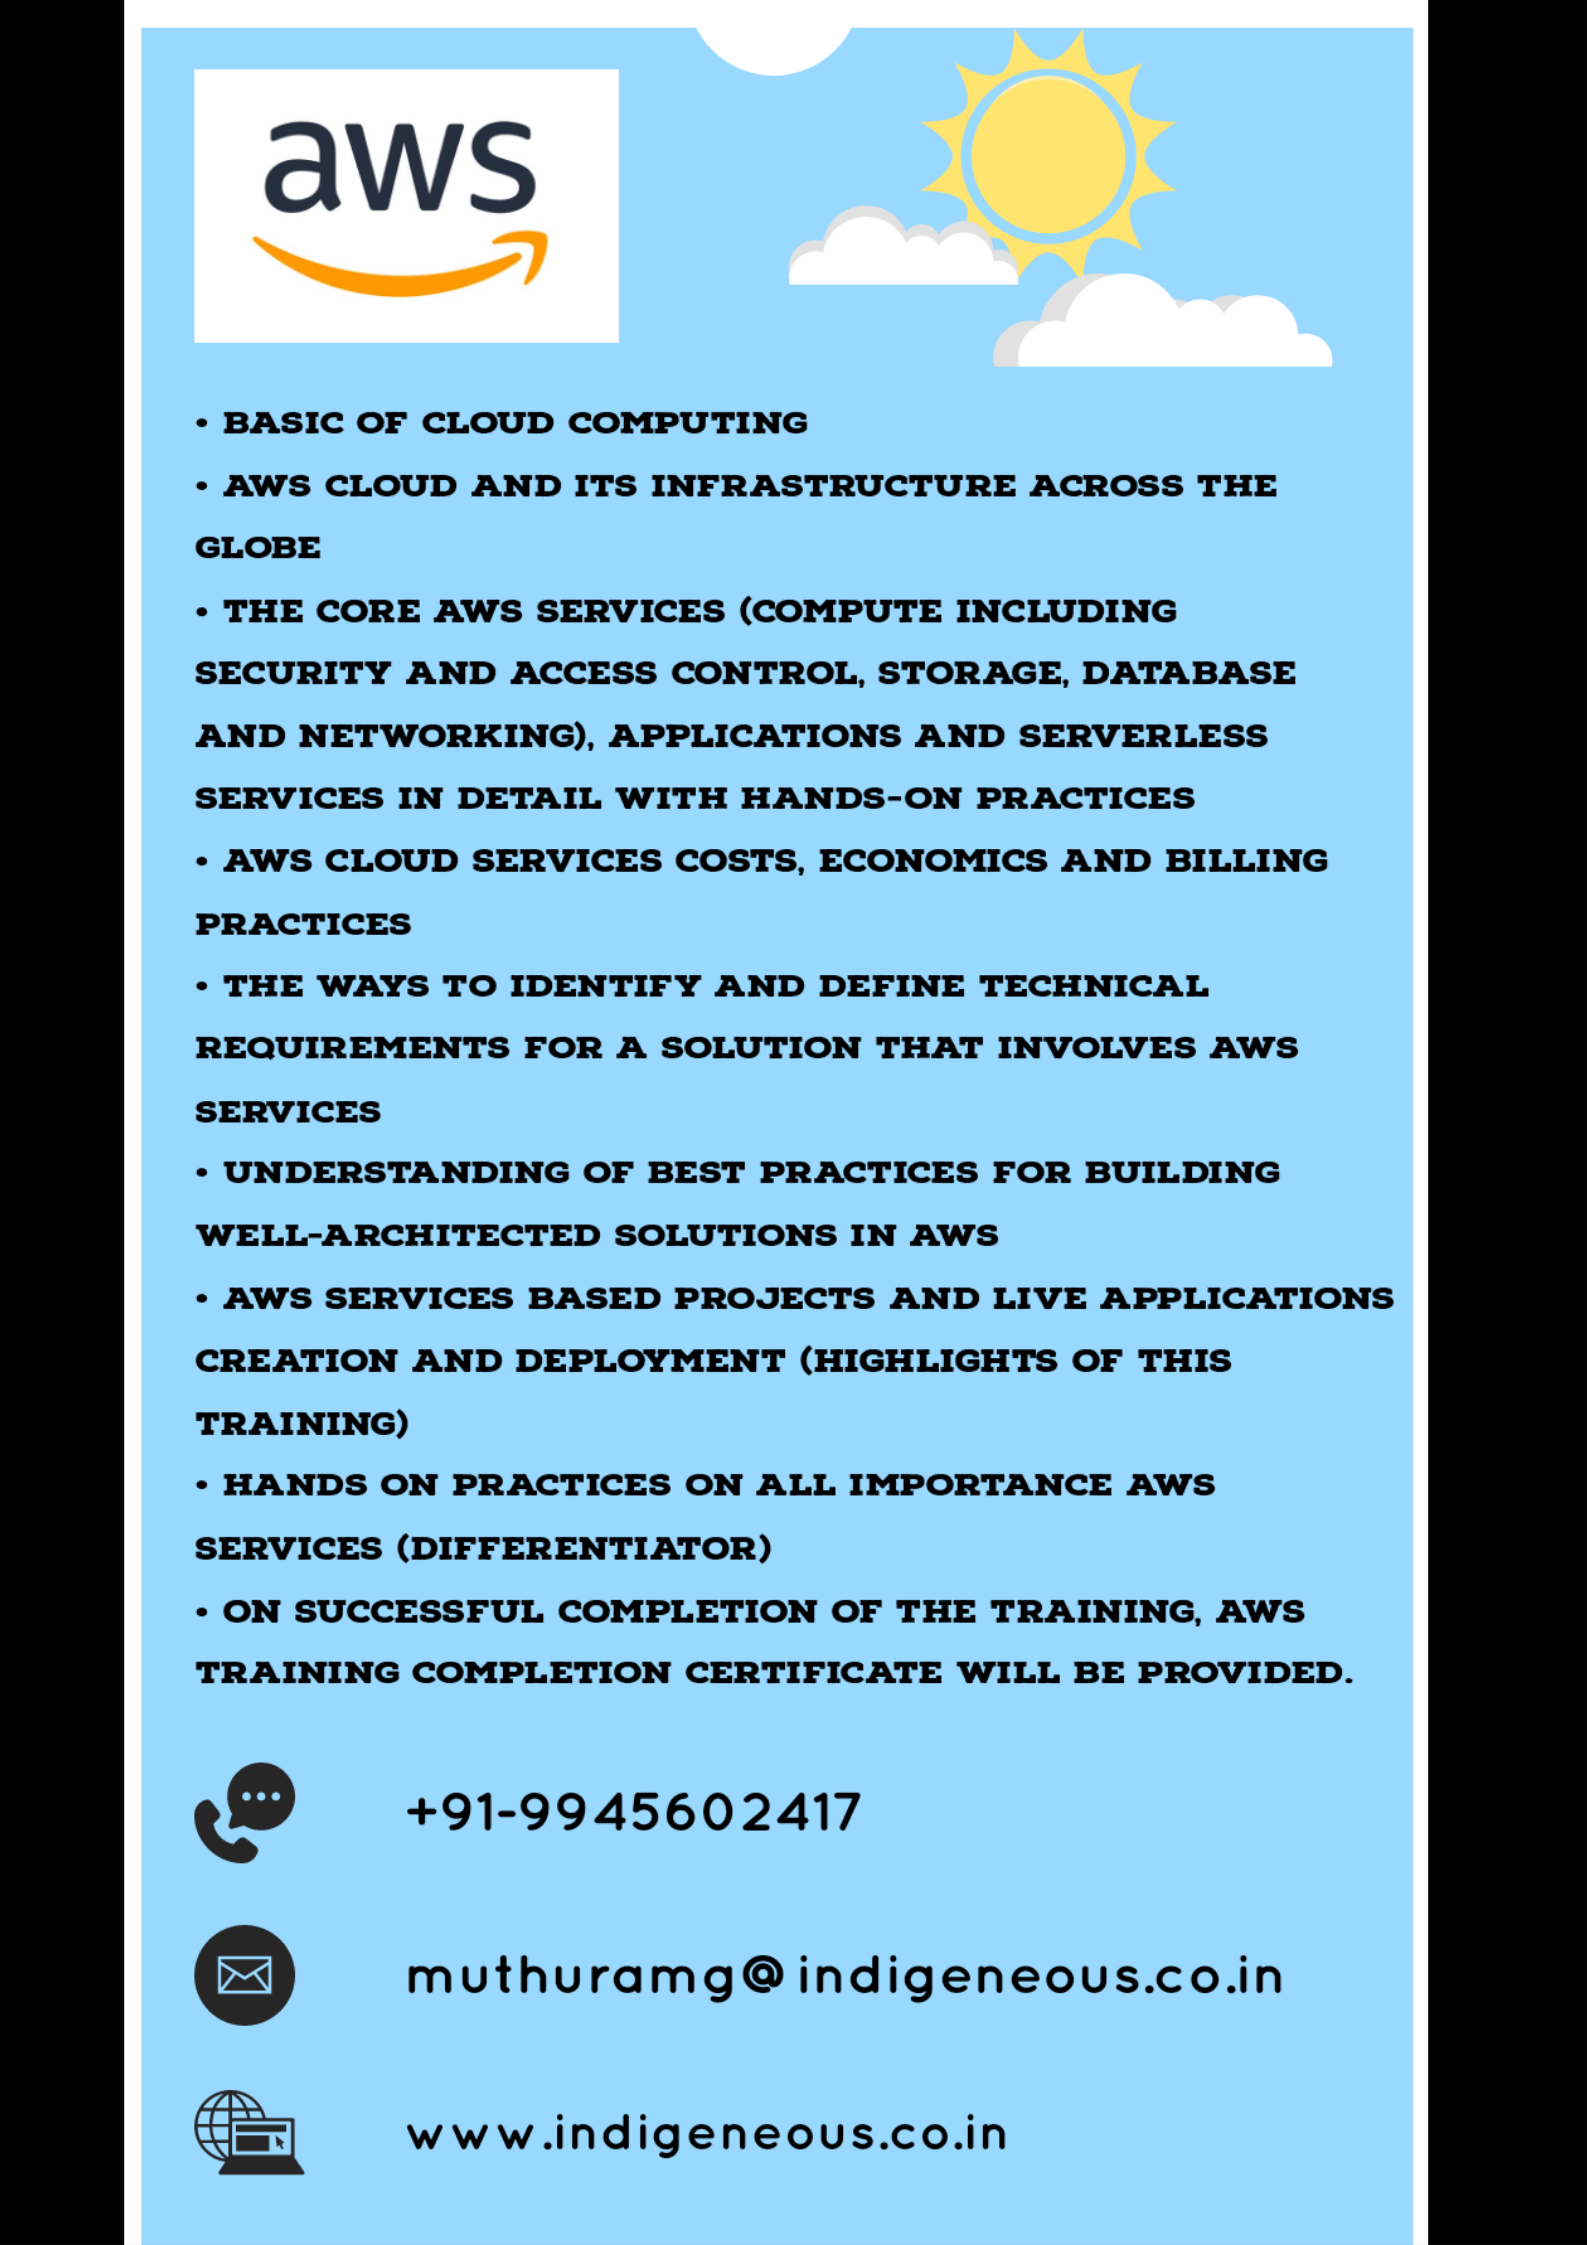 aws
• BASIC OF CLOUD COMPUTING
• AWS CLOUD AND ITS INFRASTRUCTURE ACROSS THE
GLOBE
• THE CORE AWS SERVICES (COMPUTE INCLUDING
SECURITY AND ACCESS CONTROL, STORAGE, DATABASE
AND NETWORKING), APPLICATIONS AND SERVERLESS
SERVICES IN DETAIL WITH HANDS-ON PRACTICES
• AWS CLOUD SERVICES COSTS, ECONOMICS AND BILLING
PRACTICES
• THE WAYS TO IDENTIFY AND DEFINE TECHNICAL
REQUIREMENTS FOR A SOLUTION THAT INVOLVES AWS
SERVICES
• UNDERSTANDING OF BEST PRACTICES FOR BUILDING
WELL-ARCHITECTED SOLUTIONS IN AWS
• AWS SERVICES BASED PROJECTS AND LIVE APPLICATIONS
CREATION AND DEPLOYMENT (HIGHLIGHTS OF THIS
TRAINING)
• HANDS ON PRACTICES ON ALL IMPORTANCE AWS
SERVICES (DIFFERENTIATOR)
• ON SUCCESSFUL COMPLETION OF THE TRAINING, AWS
TRAINING COMPLETION CERTIFICATE WILL BE PROVIDED.
+91-9945602417
muthuramg@indigeneous.co.in
www.indigeneous.co.in